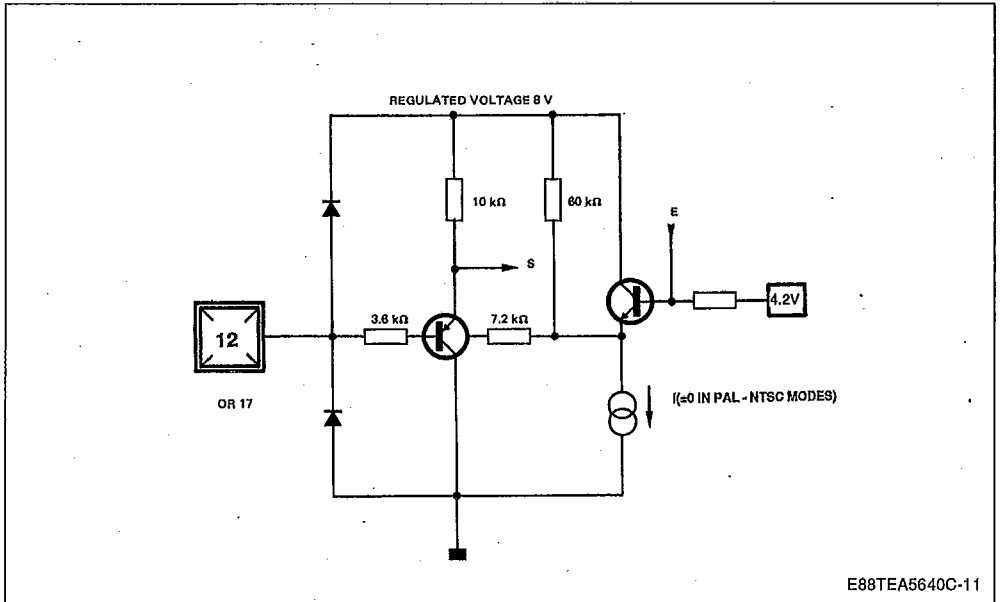 REGULATED VOLTAGE 8 V
10 kΩ
60 kΩ
E
S
4.2V
3.6 kΩ
7.2 kΩ
12
OR 17
I(=0 IN PAL - NTSC MODES)
E88TEA5640C-11